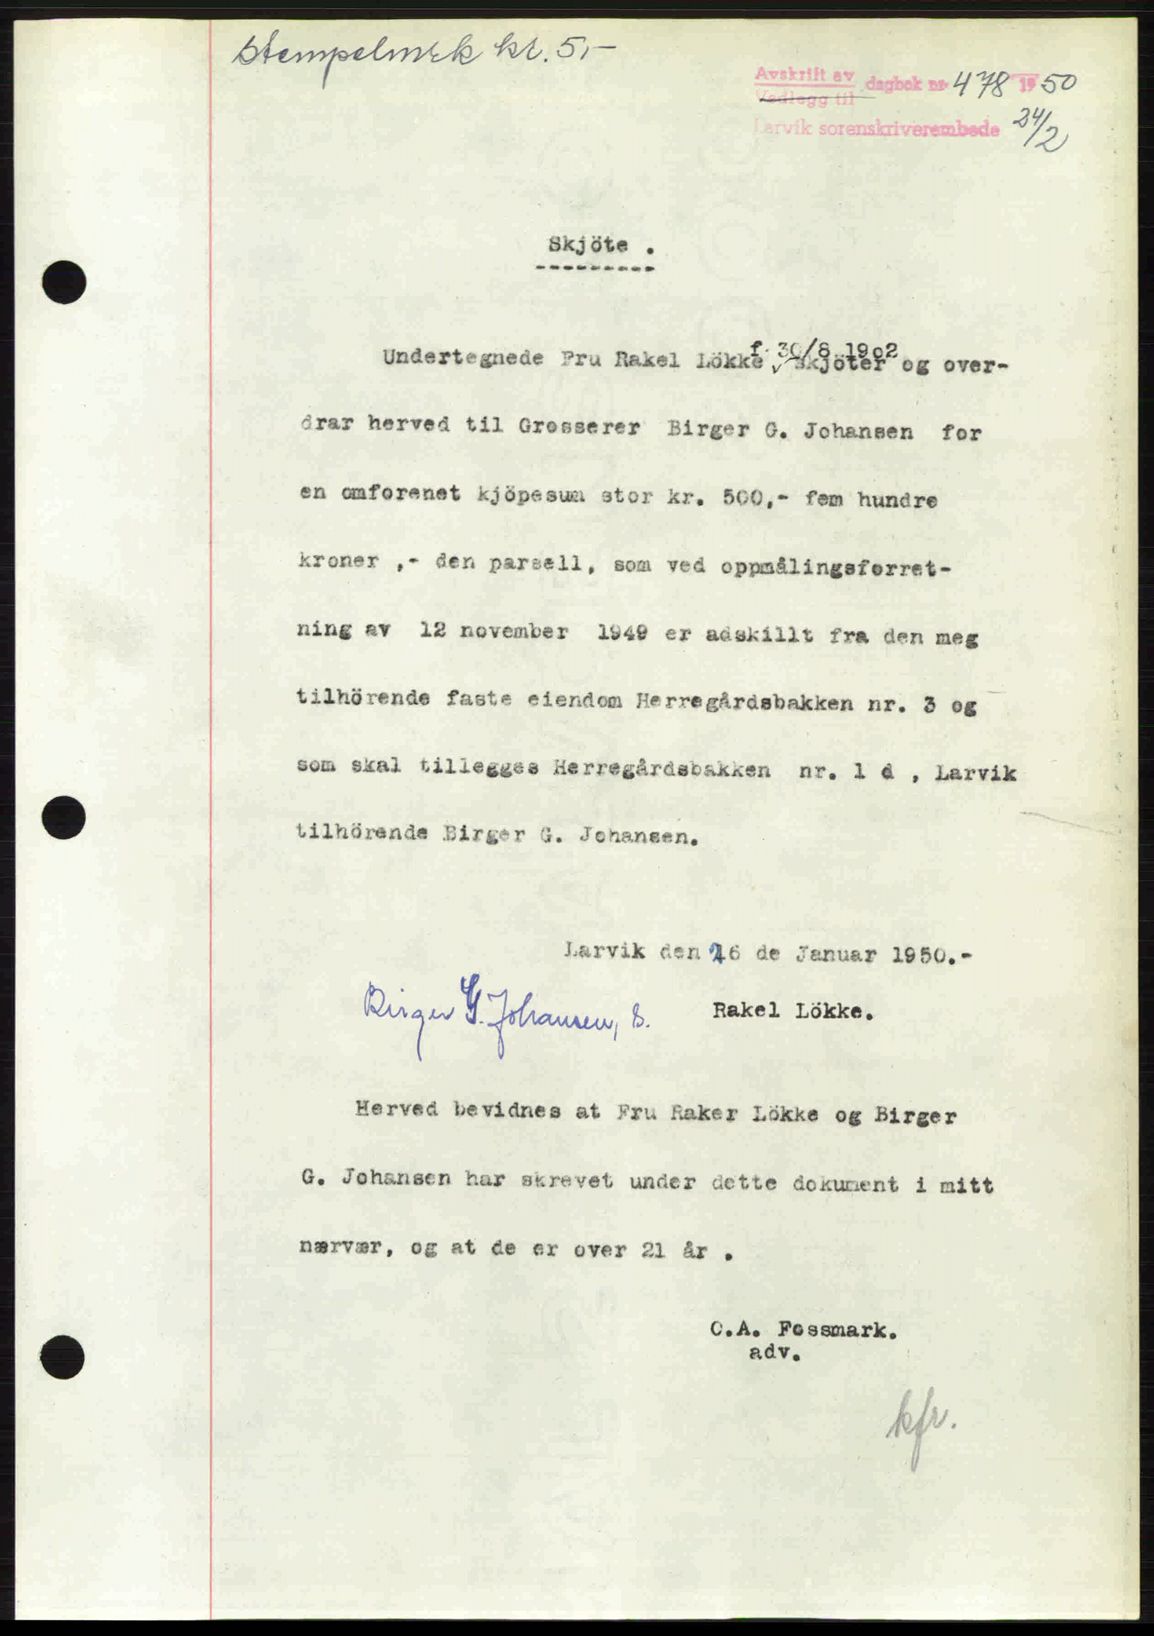 Stempelmrk kr. 5,-
Avskrift av dagbok nr. 478 1950
Vedlegg til
Larvik sorenskriverembede 24/2
Skjöte .
f. 30/8 1902
Undertegnede Fru Rakel Lökke skjöter og over-
drar herved til Grosserer Birger G. Johansen for
en omforenet kjöpesum stor kr. 500,- fem hundre
kroner ,- den parsell, som ved oppmålingsforret-
ning av 12 november 1949 er adskillt fra den meg
tilhörende faste eiendom Herregårdsbakken nr. 3 og
som skal tillegges Herregårdsbakken nr. 1 d , Larvik
tilhörende Birger G. Johansen.
Larvik den 26 de Januar 1950.-
Birger G. Johansen, s. Rakel Lökke.
Herved bevidnes at Fru Raker Lökke og Birger
G. Johansen har skrevet under dette dokument i mitt
nærvær, og at de er over 21 år .
C.A. Fossmark.
adv.
kfr.